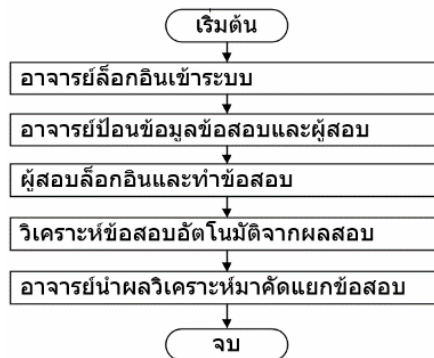 เริ่มต้น
อาจารย์ล็อกอินเข้าระบบ
อาจารย์ป้อนข้อมูลข้อสอบและผู้สอบ
ผู้สอบล็อกอินและทำข้อสอบ
วิเคราะห์ข้อสอบอัตโนมัติจากผลสอบ
อาจารย์นำผลวิเคราะห์มาคัดแยกข้อสอบ
จบ